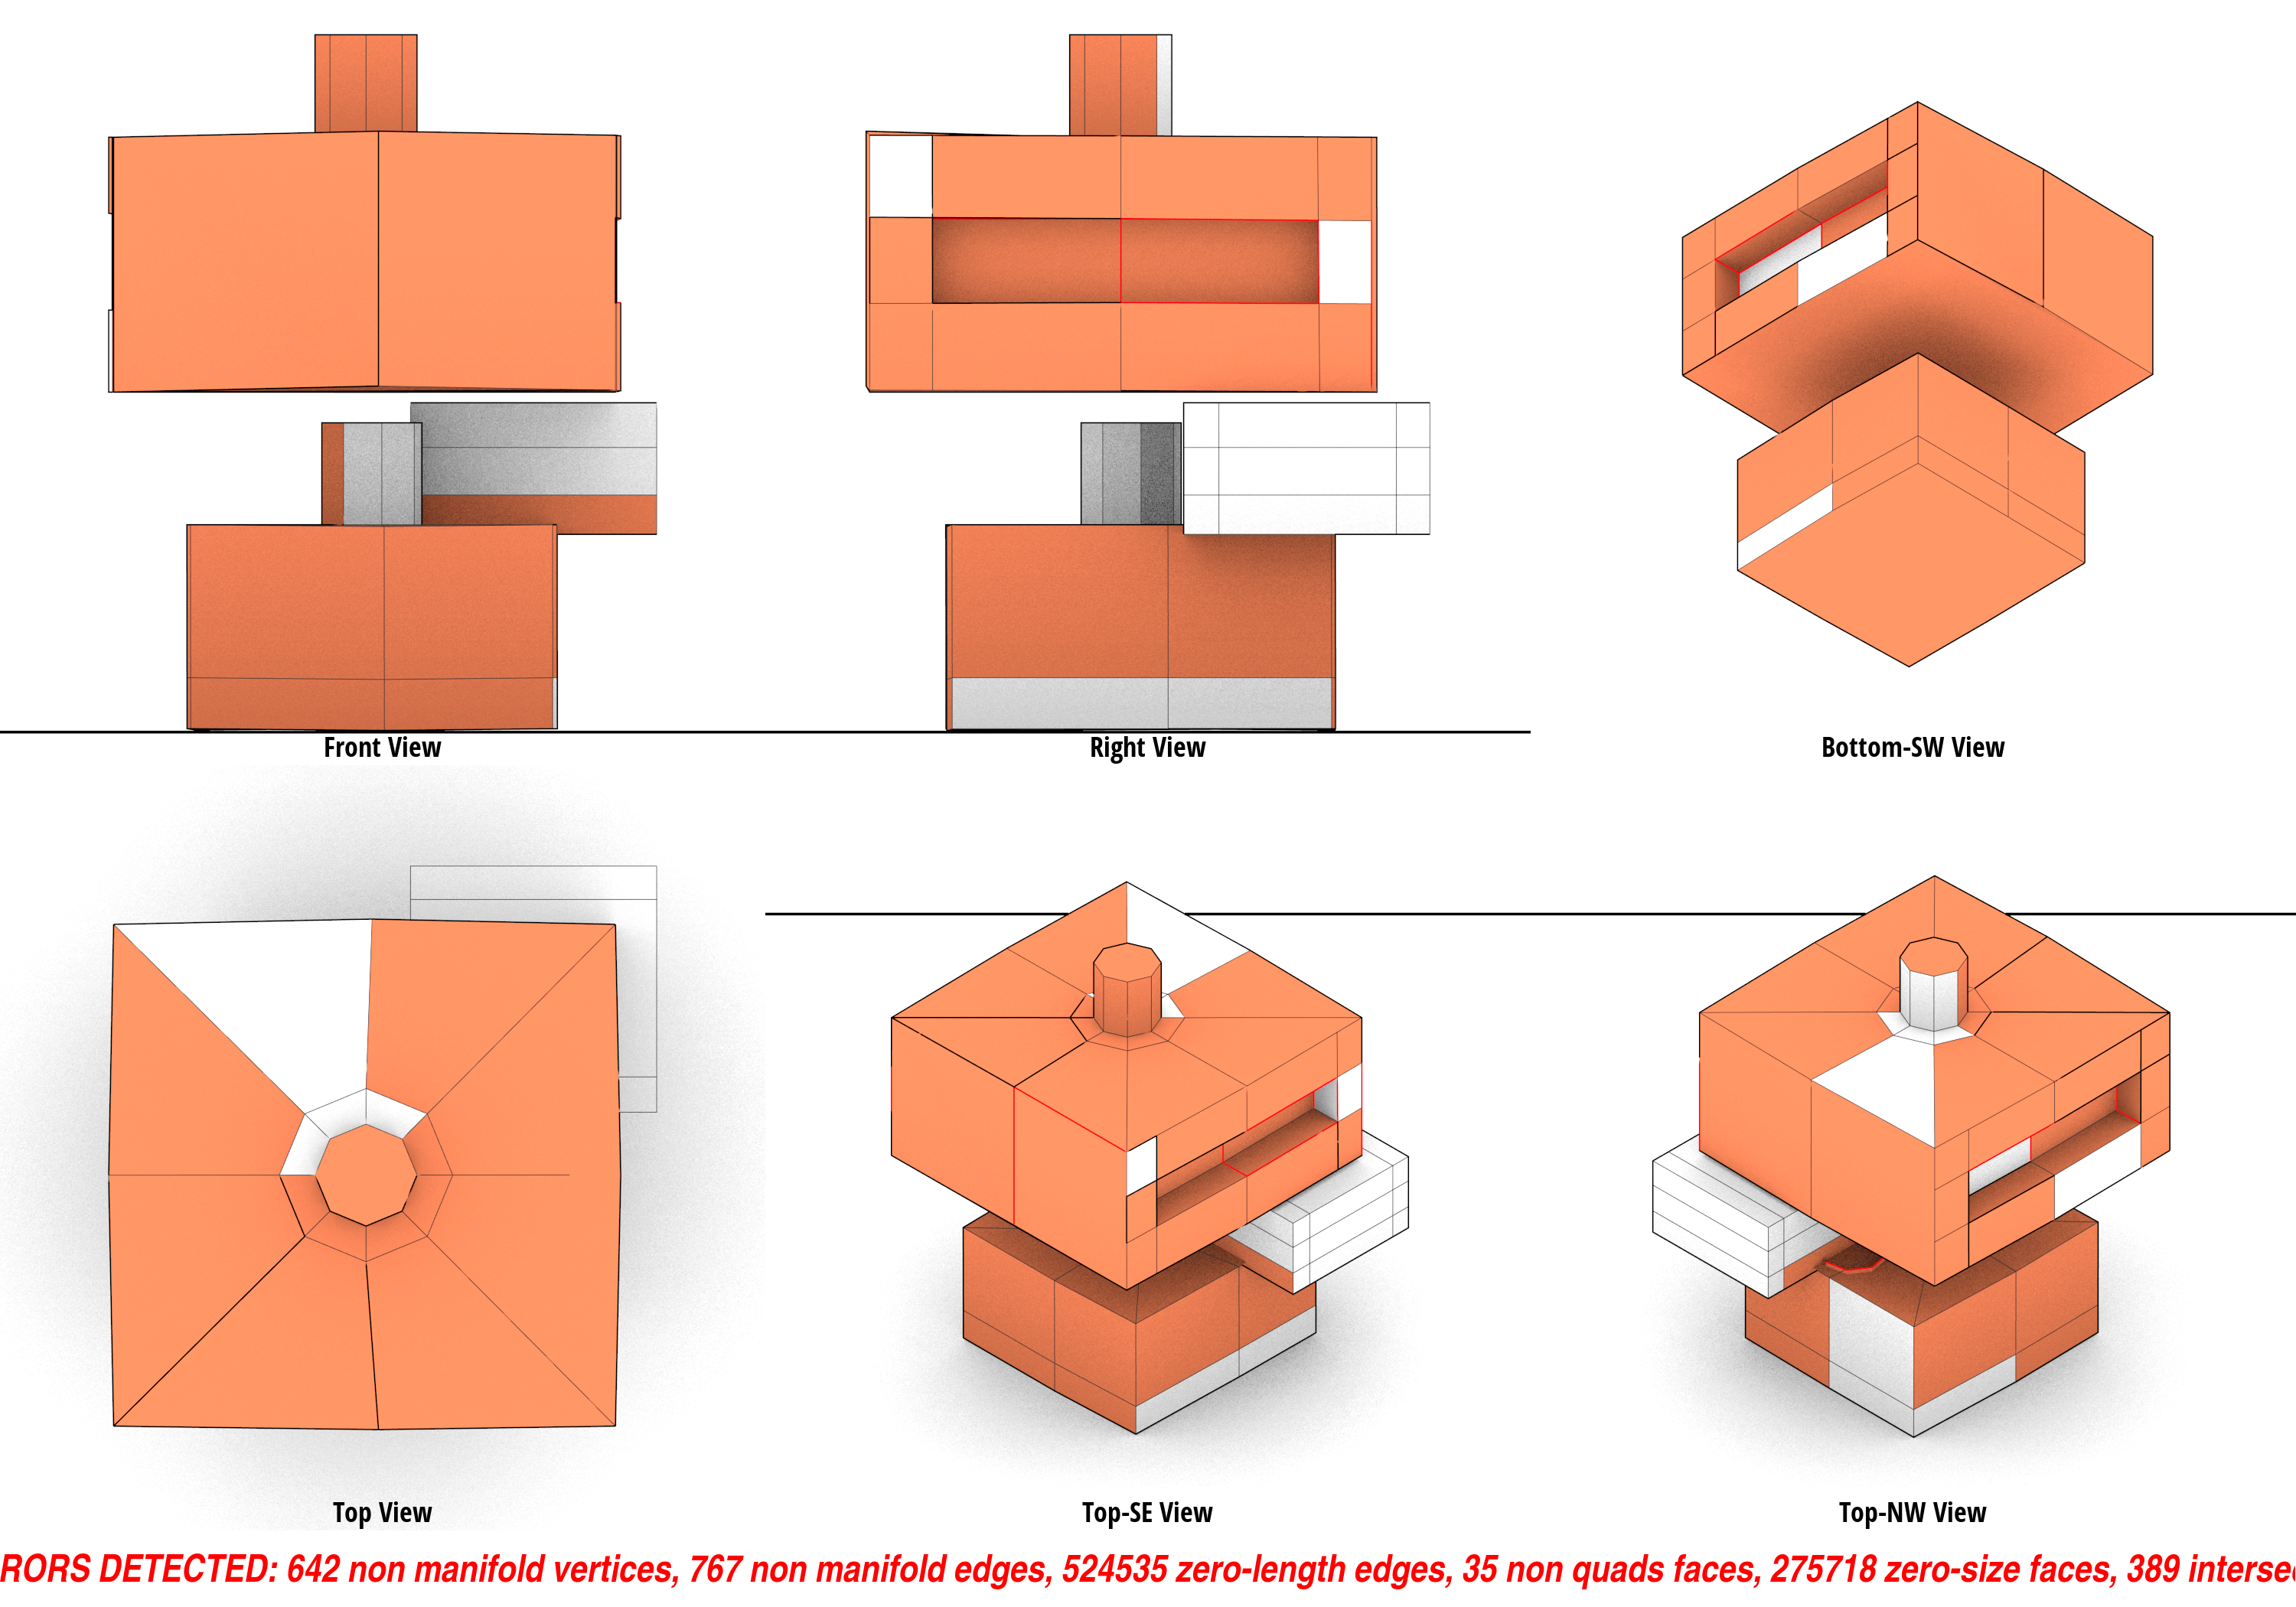 Front View
Right View
Bottom-SW View
Top View
Top-SE View
Top-NW View
RORS DETECTED: 642 non manifold vertices, 767 non manifold edges, 524535 zero-length edges, 35 non quads faces, 275718 zero-size faces, 389 interse